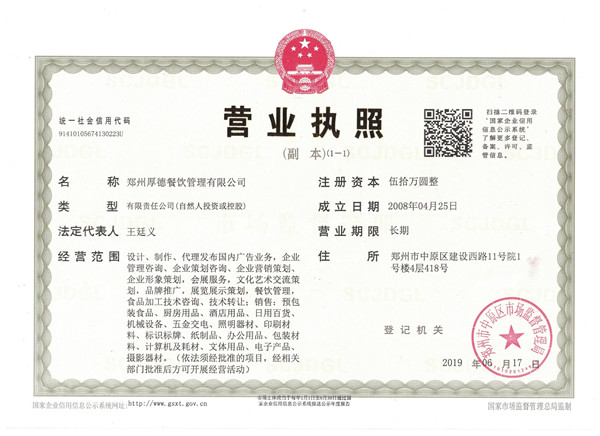 统一社会信用代码
914101056741302​23U
营业执照
(副 本)(1-1)
扫描二维码登录
"国家企业信用
信息公示系统"
了解更多登记、
备案、许可、监
管信息。
名 称 郑州厚德餐饮管理有限公司
类 型 有限责任公司(自然人投资或控股)
法定代表人 王廷义
经营范围 设计、制作、代理发布国内广告业务，企业
管理咨询、企业策划咨询、企业营销策划、
企业形象策划，会展服务，文化艺术交流策
划，品牌推广，展览展示策划，餐饮管理，
食品加工技术咨询、技术转让；销售：预包
装食品、厨房用品、酒店用品、日用百货、
机械设备、五金交电、照明器材、印刷材
料、标识标牌、纸制品、办公用品、包装材
料、计算机及耗材、文体用品、电子产品、
摄影器材。（依法须经批准的项目，经相关
部门批准后方可开展经营活动）
注册资本 伍拾万圆整
成立日期 2008年04月25日
营业期限 长期
住 所 郑州市中原区建设西路11号院1
号楼4层418号
登记机关
郑州市中原区市场监督管理局
2019 年 06 月 17 日
国家企业信用信息公示系统网址：http://www.gsxt.gov.cn
市场主体应当于每年1月1日至6月30日通过国
家企业信用信息公示系统报送公示年度报告
国家市场监督管理总局监制